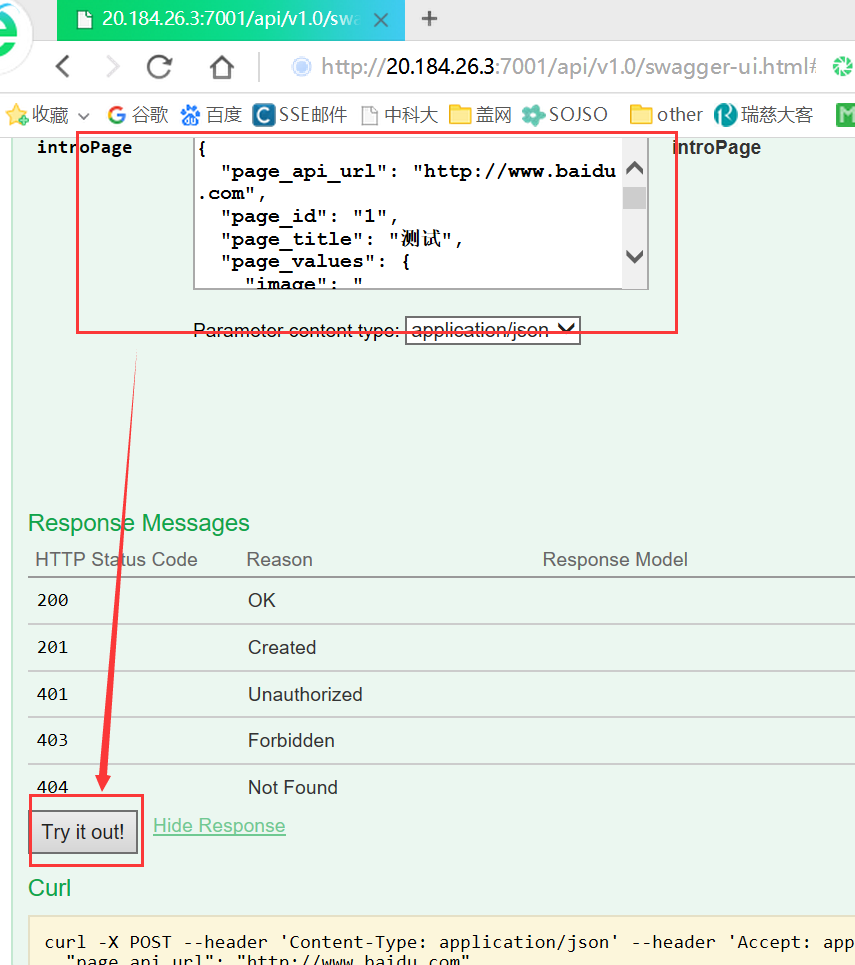 20.184.26.3:7001/api/v1.0/swa
http://20.184.26.3:7001/api/v1.0/swagger-ui.html#
收藏 谷歌 百度 SSE邮件 中科大 盖网 SOJSO other 瑞慈大客 M
introPage
{
"page_api_url": "http://www.baidu
.com",
"page_id": "1",
"page_title": "测试",
"page_values": {
"image": "
introPage
Parameter content type: application/json
Response Messages
HTTP Status Code Reason Response Model
200 OK
201 Created
401 Unauthorized
403 Forbidden
404 Not Found
Try it out! Hide Response
Curl
curl -X POST --header 'Content-Type: application/json' --header 'Accept: app
"page_api_url": "http://www.baidu.com"